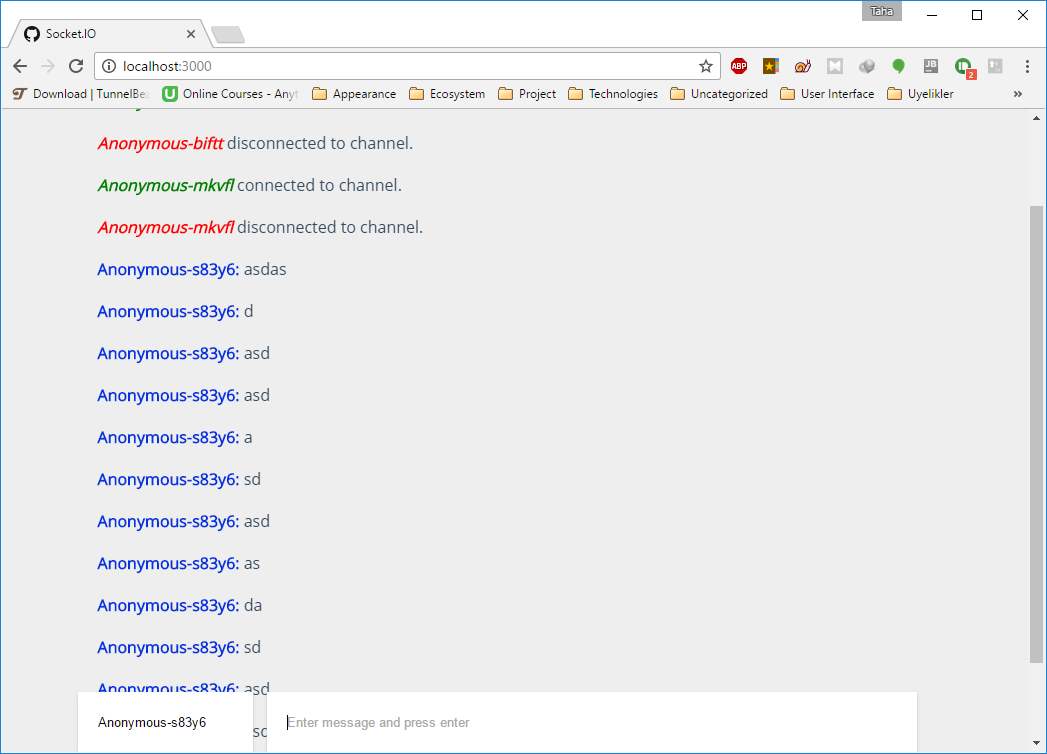 Taha
Socket.IO
localhost:3000
ABP
JB
2
Download | TunnelBea
Online Courses - Anyt
Appearance
Ecosystem
Project
Technologies
Uncategorized
User Interface
Uyelikler
»
Anonymous-biftt disconnected to channel.
Anonymous-mkvfl connected to channel.
Anonymous-mkvfl disconnected to channel.
Anonymous-s83y6: asdas
Anonymous-s83y6: d
Anonymous-s83y6: asd
Anonymous-s83y6: asd
Anonymous-s83y6: a
Anonymous-s83y6: sd
Anonymous-s83y6: asd
Anonymous-s83y6: as
Anonymous-s83y6: da
Anonymous-s83y6: sd
Anonymous-s83y6: asd
Anonymous-s83y6
Enter message and press enter